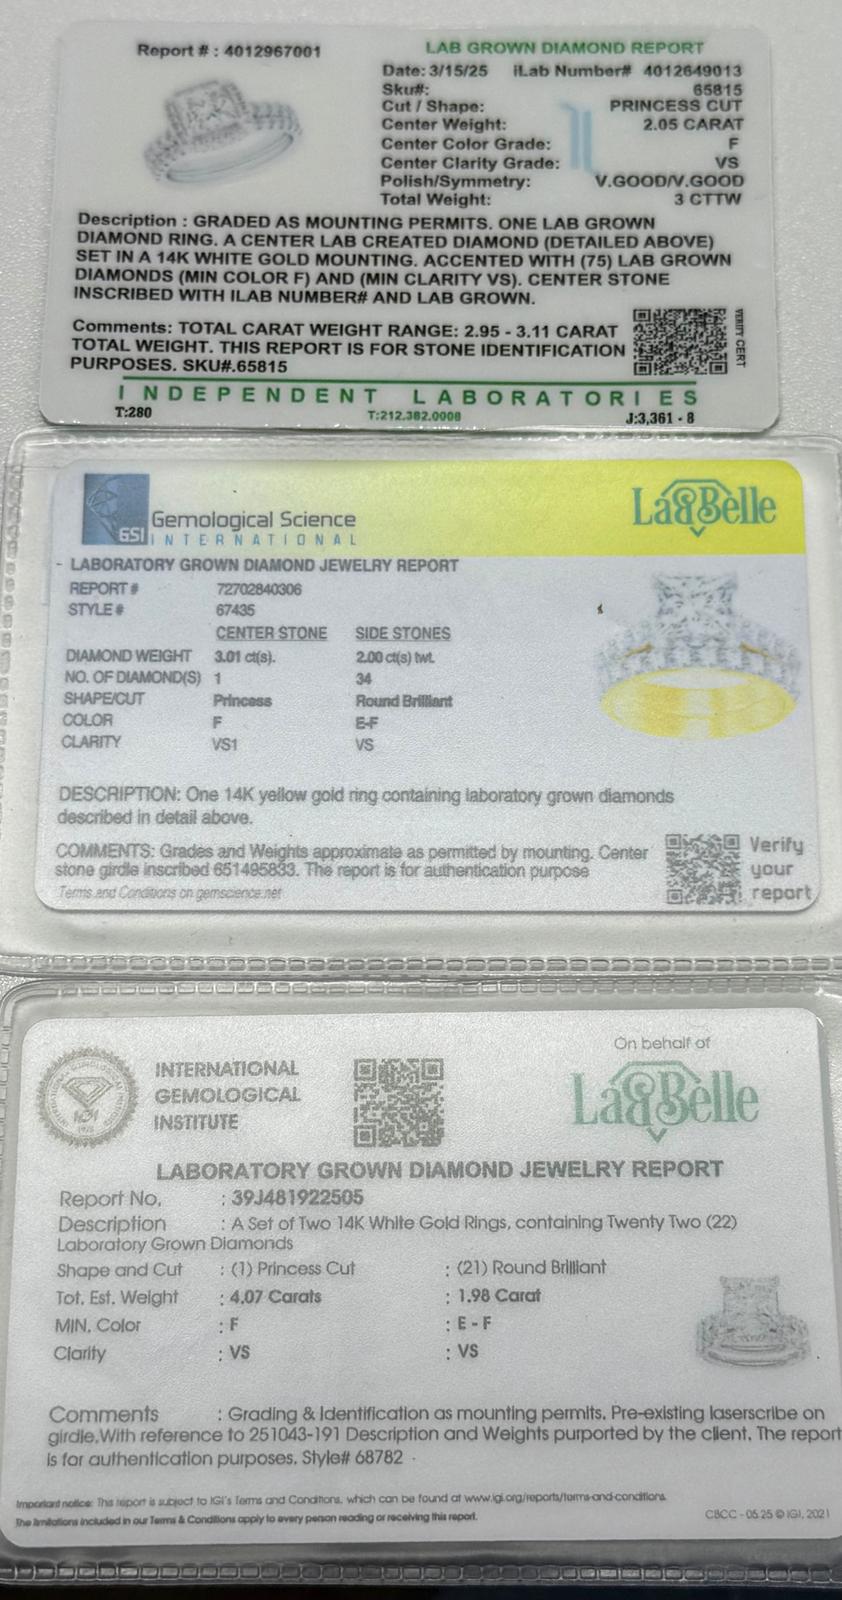 Report # : 4012967001
LAB GROWN DIAMOND REPORT
Date: 3/15/25 iLab Number# 4012649013
Sku#: 65815
Cut / Shape: PRINCESS CUT
Center Weight: 2.05 CARAT
Center Color Grade: F
Center Clarity Grade: VS
Polish/Symmetry: V.GOOD/V.GOOD
Total Weight: 3 CTTW
Description : GRADED AS MOUNTING PERMITS. ONE LAB GROWN
DIAMOND RING. A CENTER LAB CREATED DIAMOND (DETAILED ABOVE)
SET IN A 14K WHITE GOLD MOUNTING. ACCENTED WITH (75) LAB GROWN
DIAMONDS (MIN COLOR F) AND (MIN CLARITY VS). CENTER STONE
INSCRIBED WITH ILAB NUMBER# AND LAB GROWN.
Comments: TOTAL CARAT WEIGHT RANGE: 2.95 - 3.11 CARAT
TOTAL WEIGHT. THIS REPORT IS FOR STONE IDENTIFICATION
PURPOSES. SKU#.65815
VERIFY CERT
INDEPENDENT LABORATORIES
T:280 T:212.382.0008 J:3,361 - 8
GSI Gemological Science
INTERNATIONAL
Lab Belle
- LABORATORY GROWN DIAMOND JEWELRY REPORT
REPORT # 72702840306
STYLE # 67435
CENTER STONE SIDE STONES
DIAMOND WEIGHT 3.01 ct(s). 2.00 ct(s) twt.
NO. OF DIAMOND(S) 1 34
SHAPE/CUT Princess Round Brilliant
COLOR F E-F
CLARITY VS1 VS
DESCRIPTION: One 14K yellow gold ring containing laboratory grown diamonds
described in detail above.
COMMENTS: Grades and Weights approximate as permitted by mounting. Center
stone girdle inscribed 651495833. The report is for authentication purpose
Terms and Conditions on gemscience.net
Verify
your
report
INTERNATIONAL
GEMOLOGICAL
INSTITUTE
IGI
1975
On behalf of
Lab Belle
LABORATORY GROWN DIAMOND JEWELRY REPORT
Report No. : 39J481922505
Description : A Set of Two 14K White Gold Rings, containing Twenty Two (22)
Laboratory Grown Diamonds
Shape and Cut : (1) Princess Cut : (21) Round Brilliant
Tot. Est. Weight : 4.07 Carats : 1.98 Carat
MIN. Color : F : E - F
Clarity : VS : VS
Comments : Grading & Identification as mounting permits. Pre-existing laserscribe on
girdle.With reference to 251043-191 Description and Weights purported by the client. The report
is for authentication purposes. Style# 68782
Important notice: This report is subject to IGI's Terms and Conditions, which can be found at www.igi.org/reports/terms-and-conditions.
The limitations included in our Terms & Conditions apply to every person reading or receiving this report.
CBCC - 05.25 © IGI, 2021